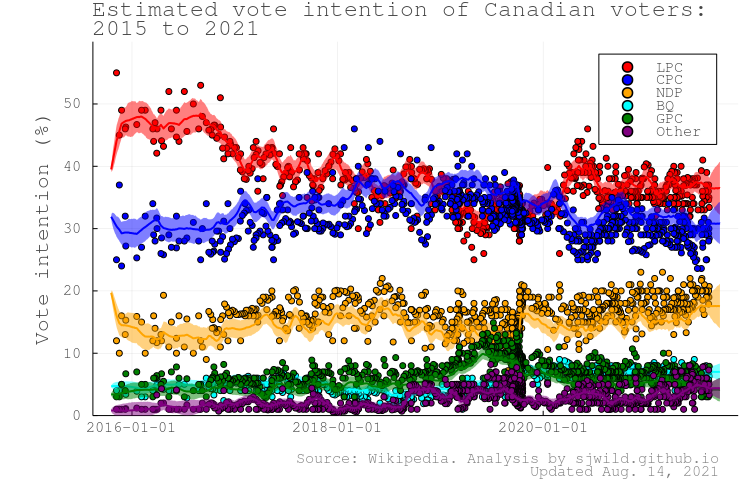 Estimated vote intention of Canadian voters:
2015 to 2021
Vote intention (%)
50
40
30
20
10
0
2016-01-01
2018-01-01
2020-01-01
LPC
CPC
NDP
BQ
GPC
Other
Source: Wikipedia. Analysis by sjwild.github.io
Updated Aug. 14, 2021